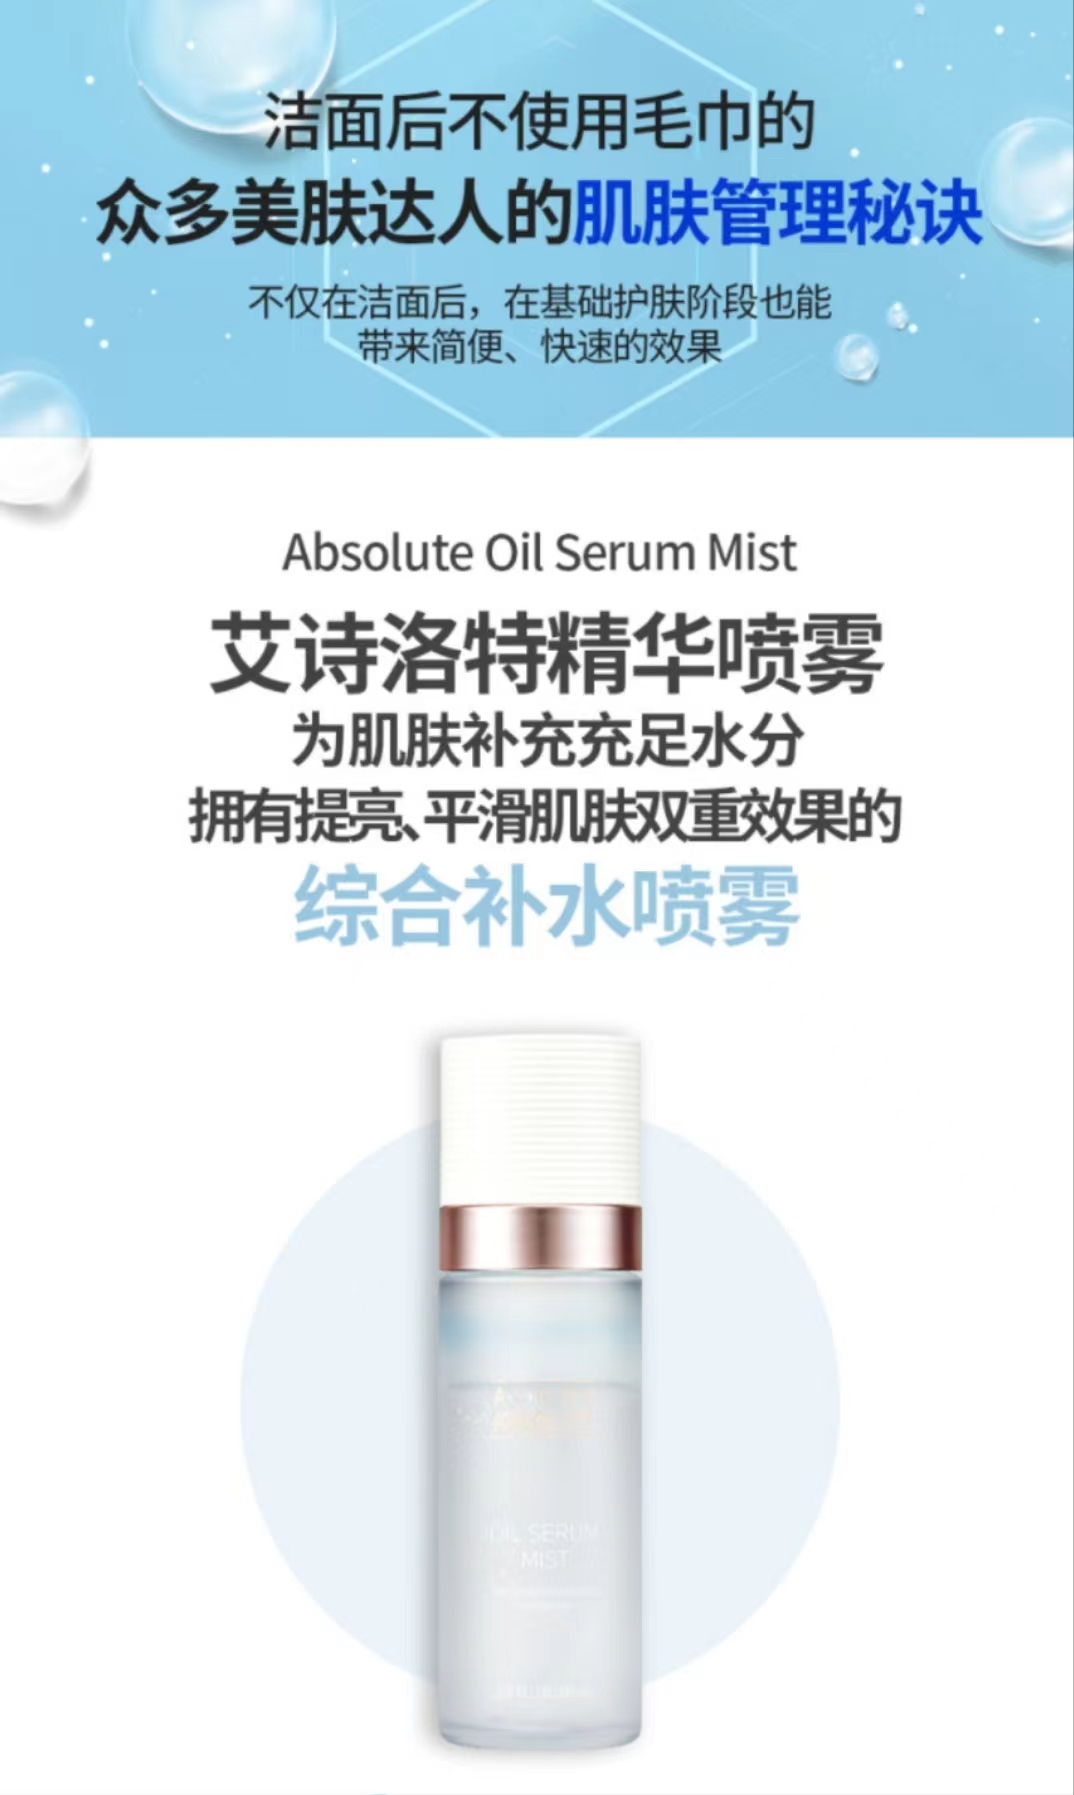 洁面后不使用毛巾的
众多美肤达人的肌肤管理秘诀
不仅在洁面后，在基础护肤阶段也能
带来简便、快速的效果
Absolute Oil Serum Mist
艾诗洛特精华喷雾
为肌肤补充充足水分
拥有提亮、平滑肌肤双重效果的
综合补水喷雾
OIL SERUM
MIST